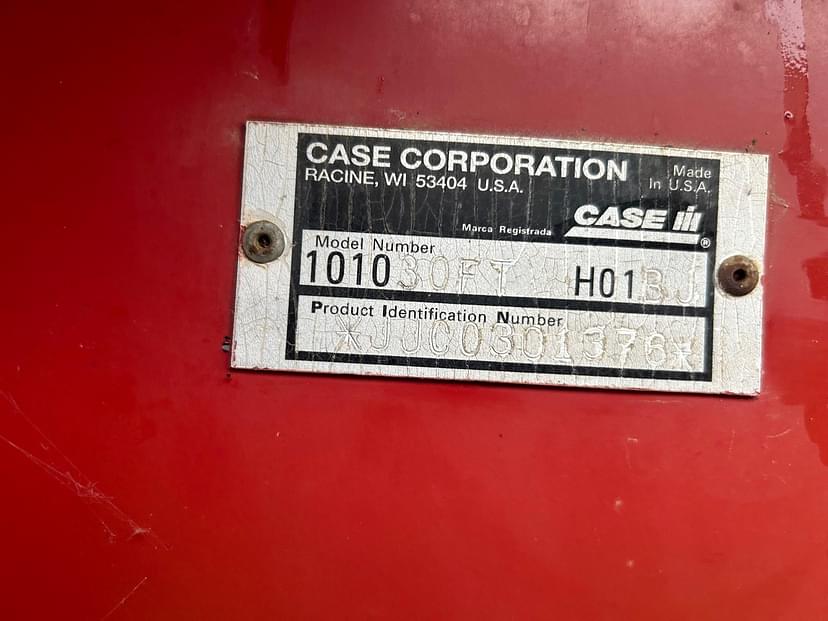 CASE CORPORATION
RACINE, WI 53404 U.S.A.
Made
In U.S.A.
Marca Registrada
CASE IH ®
Model Number
1010 30FT H01BJ
Product Identification Number
*JJC0301376*